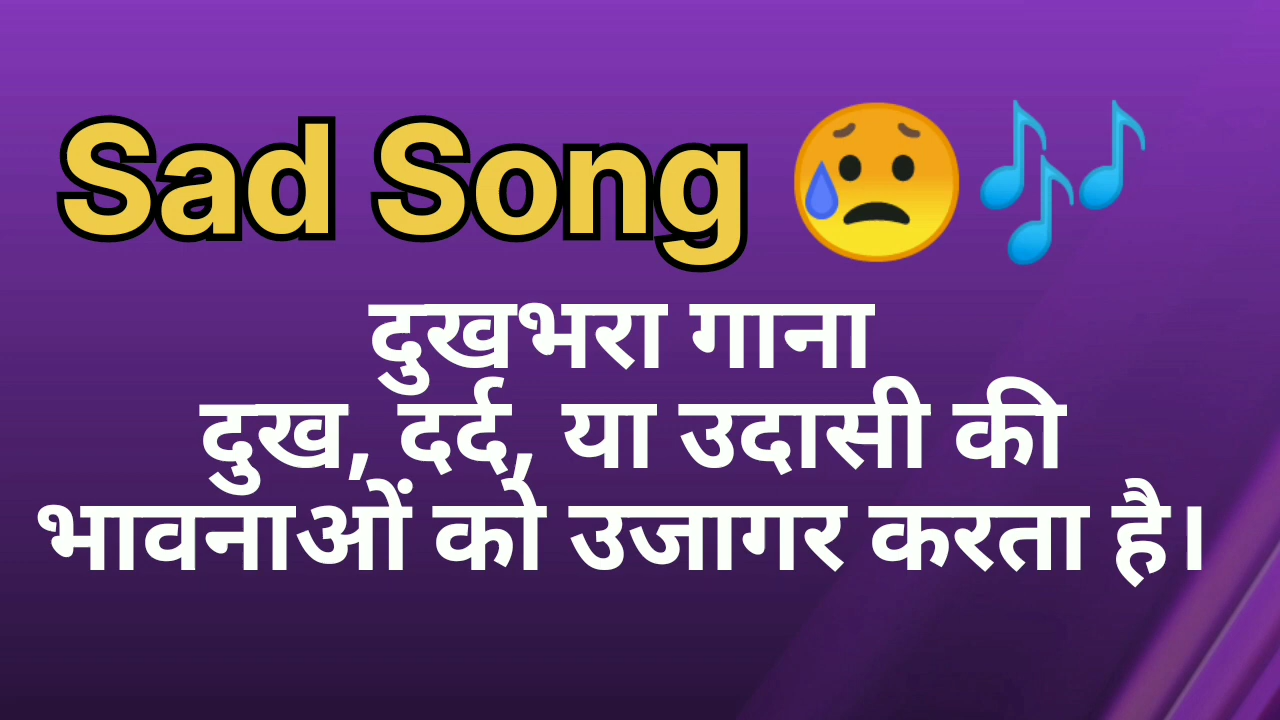 Sad Song 😥🎶
दुखभरा गाना
दुख, दर्द, या उदासी की
भावनाओं को उजागर करता है।